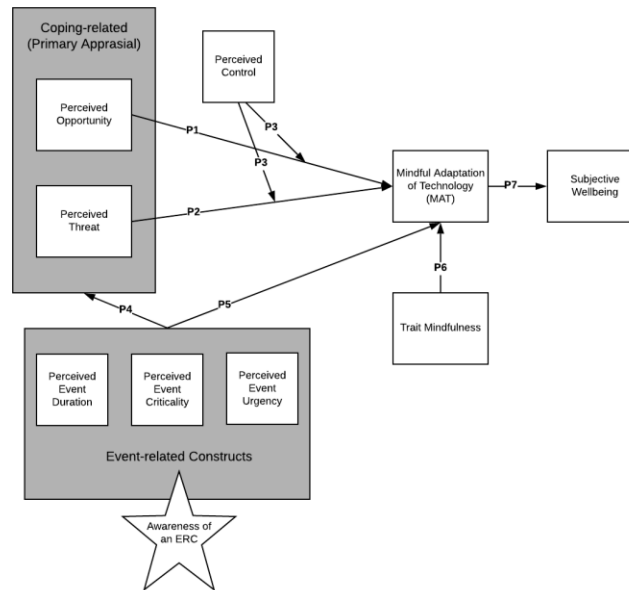 Coping-related
(Primary Apprasial)
Perceived
Opportunity
Perceived
Threat
Perceived
Control
P1
P3
P3
P2
Mindful Adaptation
of Technology
(MAT)
P7
Subjective
Wellbeing
P4
P5
P6
Trait Mindfulness
Perceived
Event
Duration
Perceived
Event
Criticality
Perceived
Event
Urgency
Event-related Constructs
Awareness of
an ERC